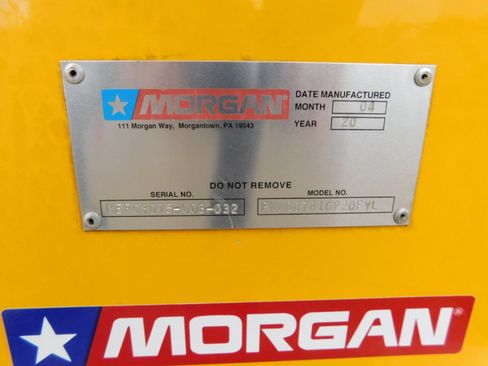 MORGAN®
111 Morgan Way, Morgantown, PA 19543
DATE MANUFACTURED
MONTH 04
YEAR 20
DO NOT REMOVE
SERIAL NO.
MODEL NO.
MORGAN®